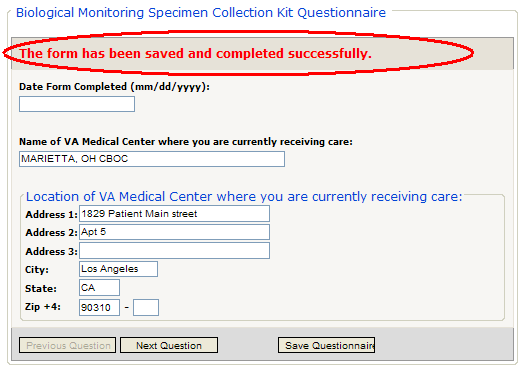 Biological Monitoring Specimen Collection Kit Questionnaire
The form has been saved and completed successfully.
Date Form Completed (mm/dd/yyyy):
Name of VA Medical Center where you are currently receiving care:
MARIETTA, OH CBOC
Location of VA Medical Center where you are currently receiving care:
Address 1: 1829 Patient Main street
Address 2: Apt 5
Address 3:
City: Los Angeles
State: CA
Zip +4: 90310 -
Previous Question Next Question Save Questionnair